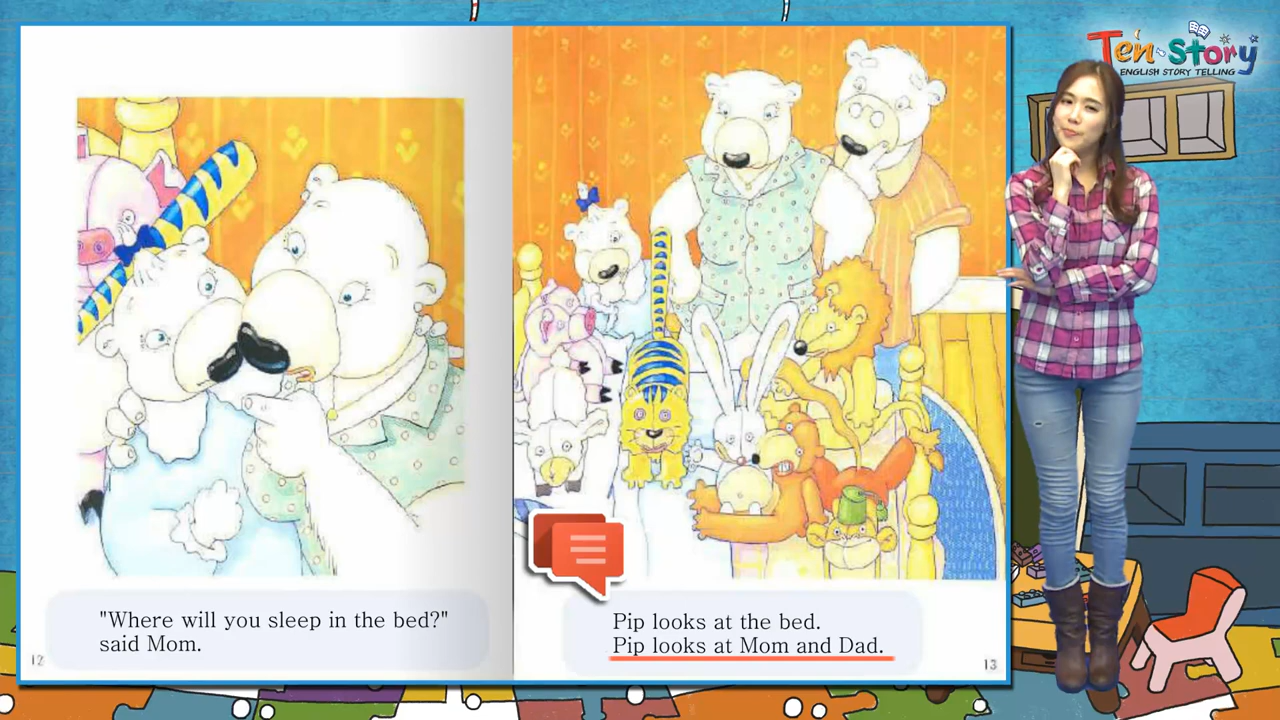 Ten-Story
ENGLISH STORY TELLING
"Where will you sleep in the bed?"
said Mom.
12
Pip looks at the bed.
Pip looks at Mom and Dad.
13